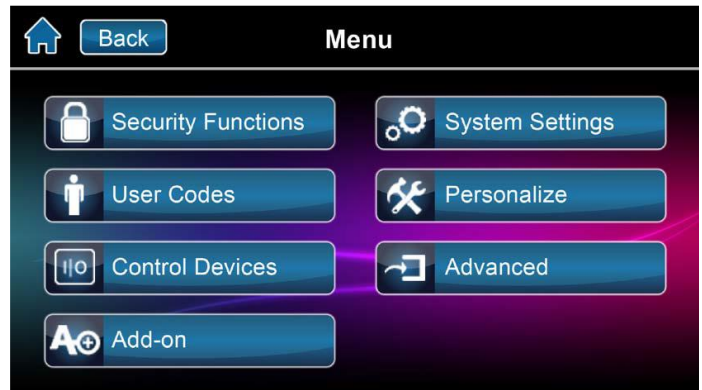 Back
Menu
Security Functions
System Settings
User Codes
Personalize
Control Devices
Advanced
Add-on